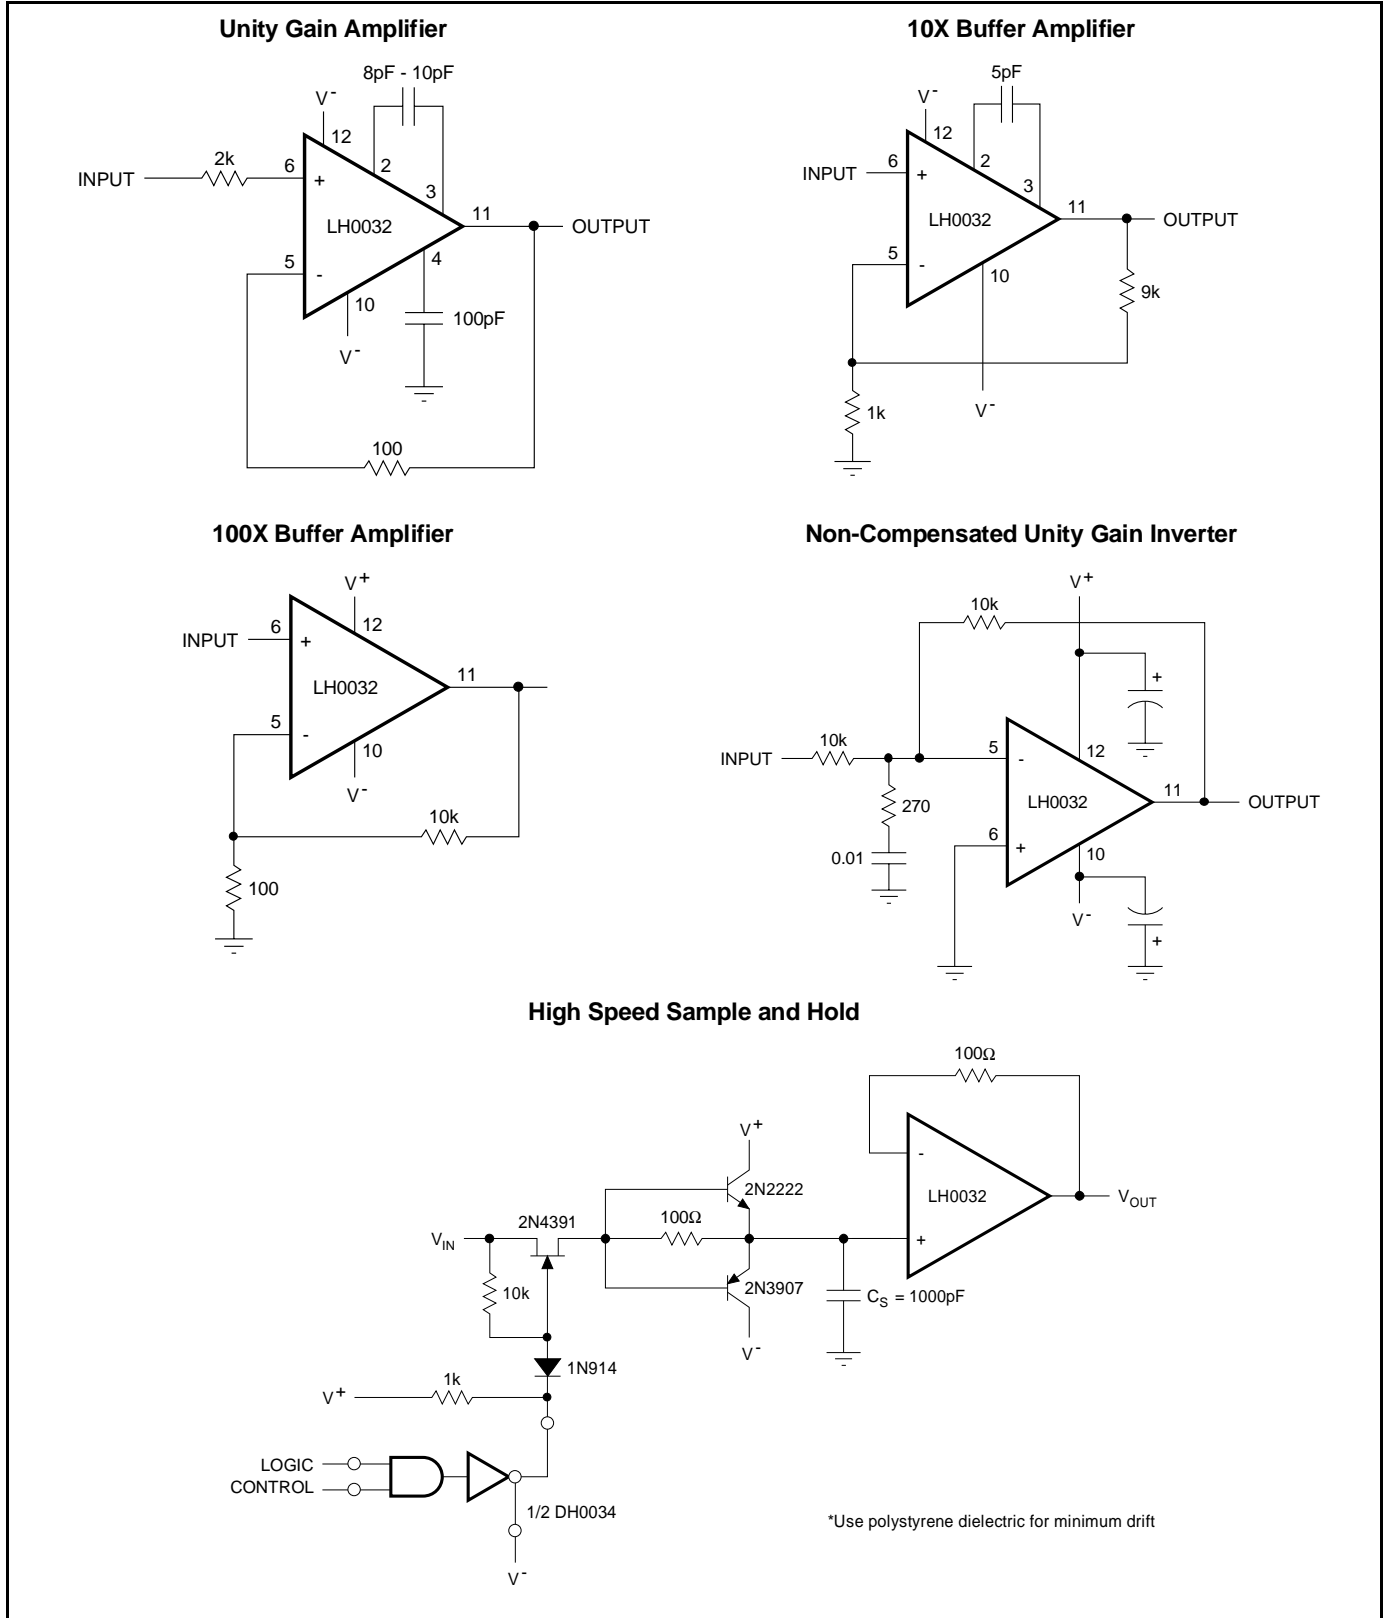 Unity Gain Amplifier
8pF - 10pF
V-
12
2k
INPUT
6
+
2
3
LH0032
11
OUTPUT
5
-
4
10
100pF
V-
100
10X Buffer Amplifier
5pF
V-
12
6
2
INPUT
+
3
LH0032
11
OUTPUT
5
-
10
9k
1k
V-
100X Buffer Amplifier
V+
6
12
INPUT
+
11
LH0032
5
-
10
V-
10k
100
Non-Compensated Unity Gain Inverter
V+
10k
+
10k
INPUT
5
-
12
11
LH0032
OUTPUT
270
6
+
0.01
10
V-
+
High Speed Sample and Hold
100Ω
V+
-
2N2222
LH0032
VOUT
2N4391
100Ω
VIN
+
10k
2N3907
CS = 1000pF
V-
1N914
1k
V+
LOGIC
CONTROL
1/2 DH0034
*Use polystyrene dielectric for minimum drift
V-